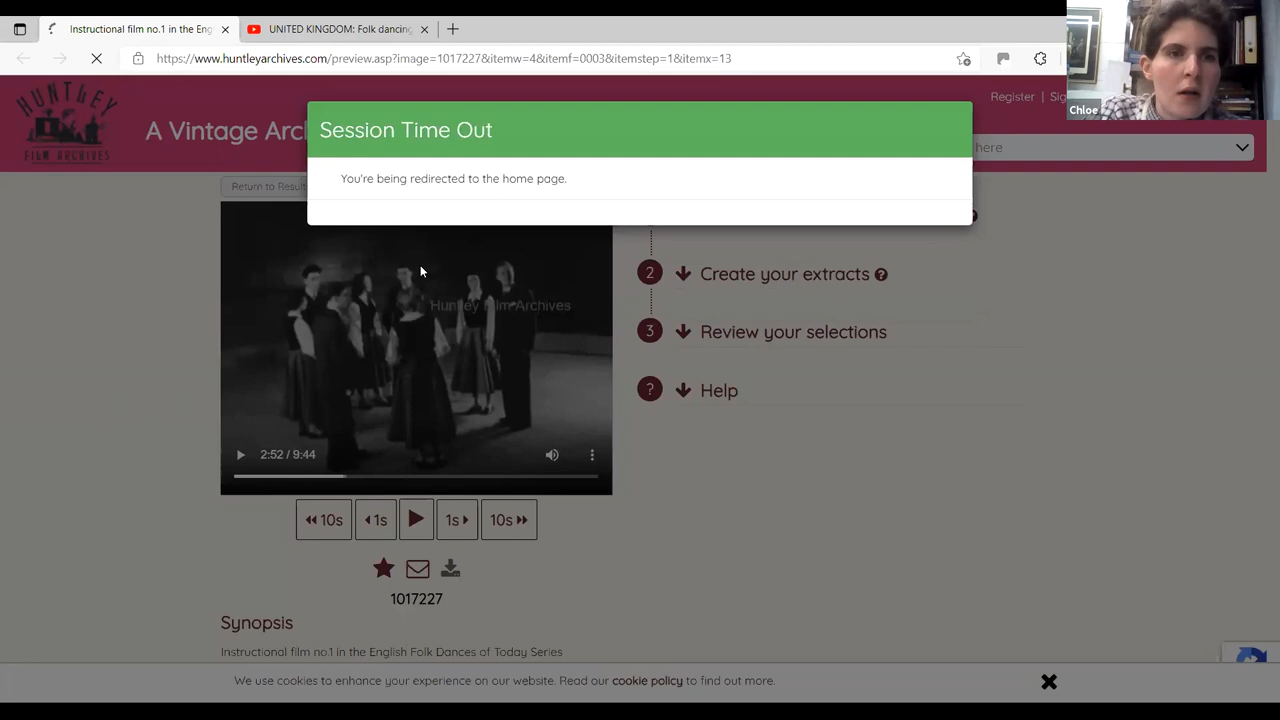 Instructional film no.1 in the Eng
UNITED KINGDOM: Folk dancing
https://www.huntleyarchives.com/preview.asp?image=1017227&itemw=4&itemf=0003&itemstep=1&itemx=13
Chloe
HUNTLEY
FILM ARCHIVES
A Vintage Arc
Register | Sig
here
Session Time Out
You're being redirected to the home page.
Return to Resul
Huntley Film Archives
2:52 / 9:44
2 Create your extracts ?
3 Review your selections
? Help
10s 1s 1s 10s
1017227
Synopsis
Instructional film no.1 in the English Folk Dances of Today Series
We use cookies to enhance your experience on our website. Read our cookie policy to find out more.